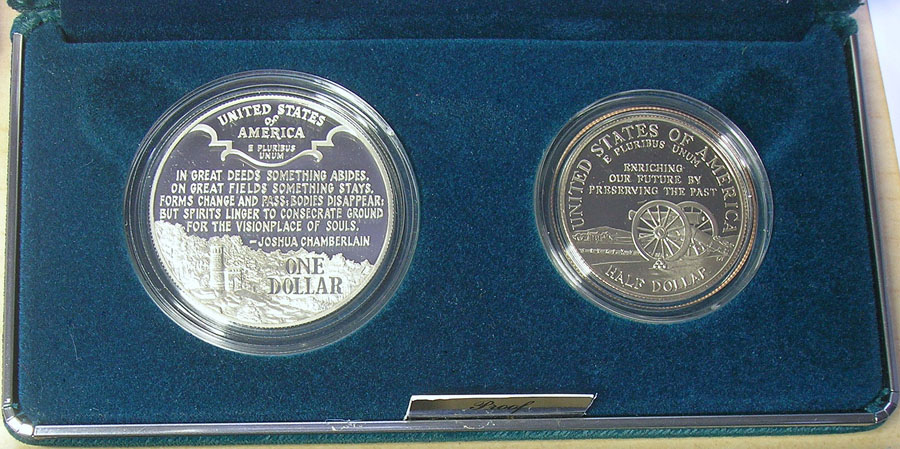 UNITED STATES
of
AMERICA
E PLURIBUS
UNUM
IN GREAT DEEDS SOMETHING ABIDES.
ON GREAT FIELDS SOMETHING STAYS.
FORMS CHANGE AND PASS; BODIES DISAPPEAR;
BUT SPIRITS LINGER TO CONSECRATE GROUND
FOR THE VISIONPLACE OF SOULS.
–JOSHUA CHAMBERLAIN
ONE
DOLLAR
UNITED STATES OF AMERICA
E PLURIBUS UNUM
ENRICHING
OUR FUTURE BY
PRESERVING THE PAST
HALF DOLLAR
Proof